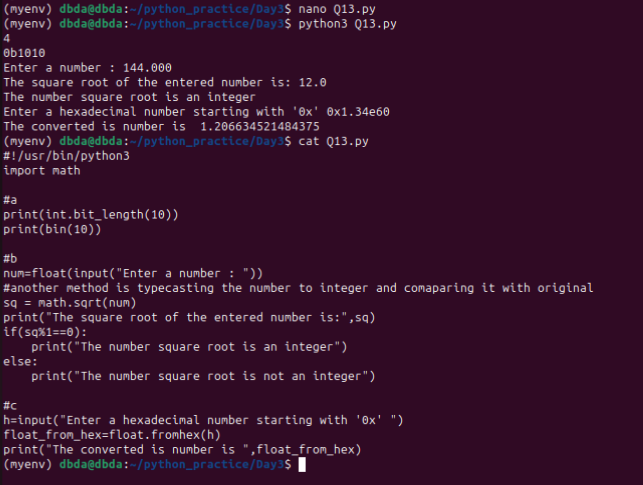 (myenv) dbda@dbda:~/python_practice/Day3$ nano Q13.py
(myenv) dbda@dbda:~/python_practice/Day3$ python3 Q13.py
4
0b1010
Enter a number : 144.000
The square root of the entered number is: 12.0
The number square root is an integer
Enter a hexadecimal number starting with '0x' 0x1.34e60
The converted is number is  1.206634521484375
(myenv) dbda@dbda:~/python_practice/Day3$ cat Q13.py
#!/usr/bin/python3
import math

#a
print(int.bit_length(10))
print(bin(10))

#b
num=float(input("Enter a number : "))
#another method is typecasting the number to integer and comaparing it with original
sq = math.sqrt(num)
print("The square root of the entered number is:",sq)
if(sq%1==0):
    print("The number square root is an integer")
else:
    print("The number square root is not an integer")

#c
h=input("Enter a hexadecimal number starting with '0x' ")
float_from_hex=float.fromhex(h)
print("The converted is number is ",float_from_hex)
(myenv) dbda@dbda:~/python_practice/Day3$